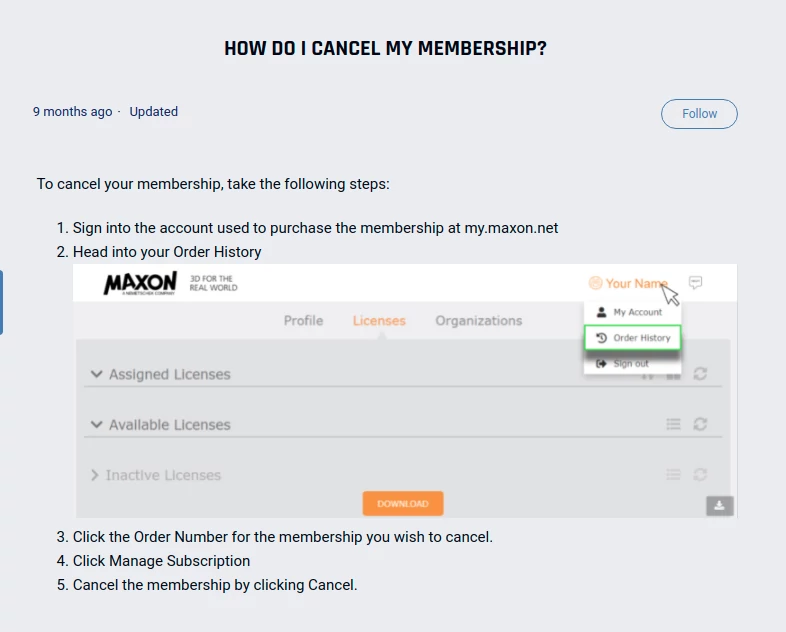 HOW DO I CANCEL MY MEMBERSHIP?
9 months ago · Updated
Follow
To cancel your membership, take the following steps:
1. Sign into the account used to purchase the membership at my.maxon.net
2. Head into your Order History
MAXON
A NEMETSCHEK COMPANY
3D FOR THE
REAL WORLD
Your Name
My Account
Profile
Licenses
Organizations
Order History
Sign out
Assigned Licenses
Available Licenses
Inactive Licenses
DOWNLOAD
3. Click the Order Number for the membership you wish to cancel.
4. Click Manage Subscription
5. Cancel the membership by clicking Cancel.